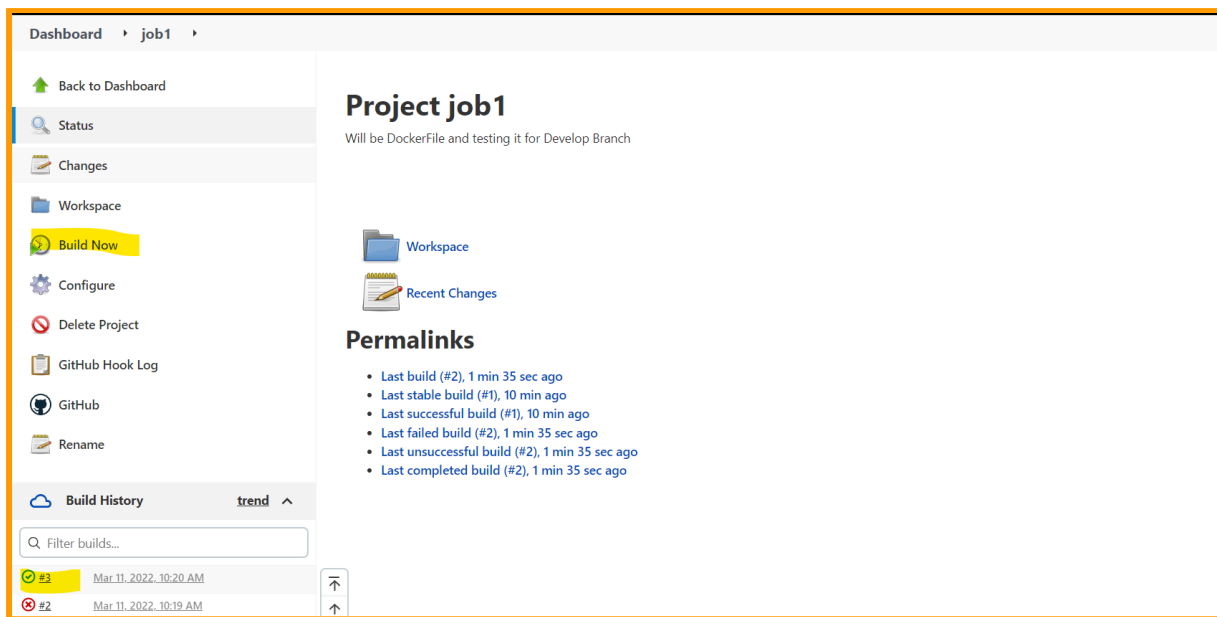 Dashboard job1
Back to Dashboard
Status
Changes
Workspace
Build Now
Configure
Delete Project
GitHub Hook Log
GitHub
Rename
Build History trend
Filter builds...
#3 Mar 11, 2022, 10:20 AM
#2 Mar 11, 2022, 10:19 AM
Project job1
Will be DockerFile and testing it for Develop Branch
Workspace
Recent Changes
Permalinks
• Last build (#2), 1 min 35 sec ago
• Last stable build (#1), 10 min ago
• Last successful build (#1), 10 min ago
• Last failed build (#2), 1 min 35 sec ago
• Last unsuccessful build (#2), 1 min 35 sec ago
• Last completed build (#2), 1 min 35 sec ago